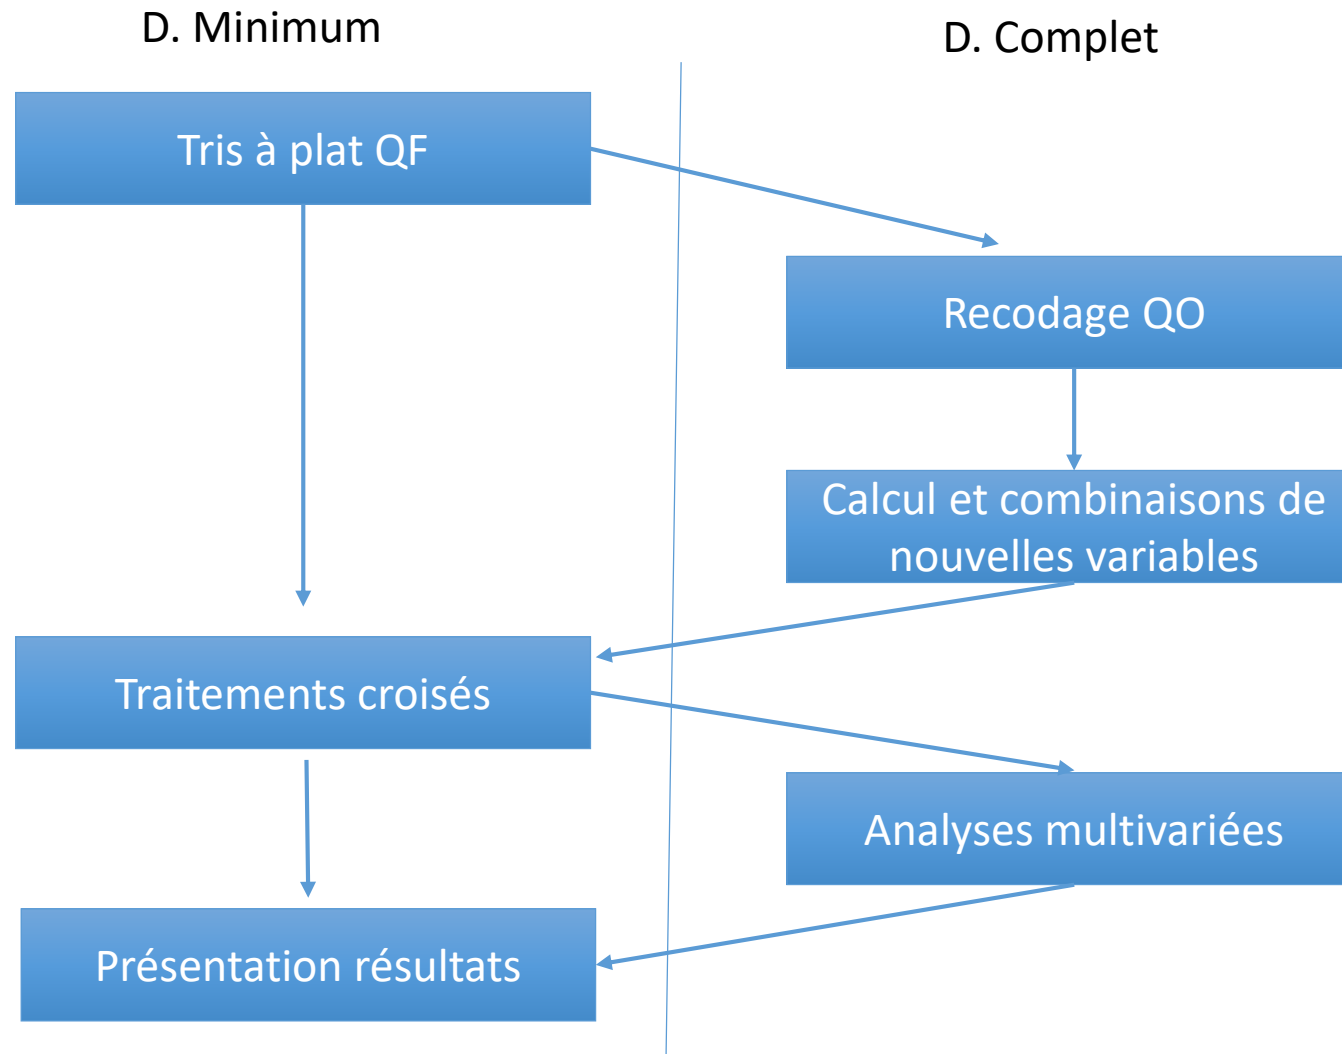 D. Minimum
D. Complet
Tris à plat QF
Recodage QO
Calcul et combinaisons de
nouvelles variables
Traitements croisés
Analyses multivariées
Présentation résultats